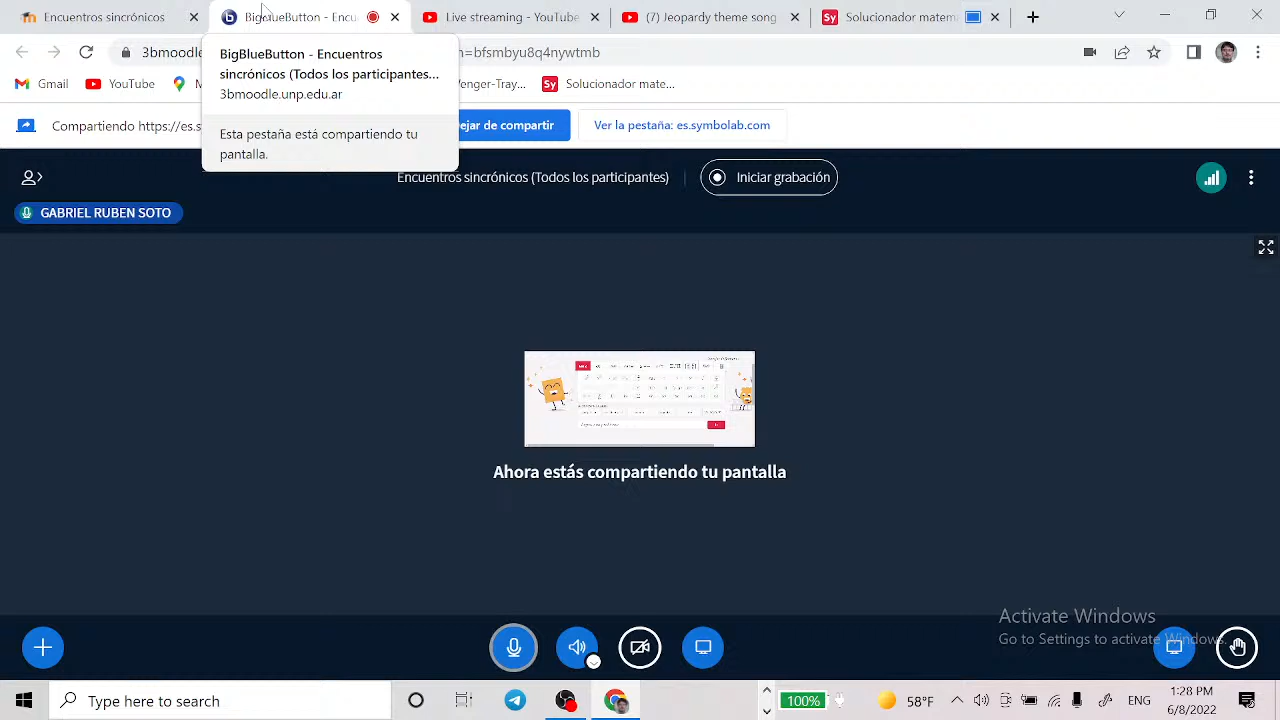 Encuentros sincrónicos
BigBlueButton - Encu
Live streaming - YouTube
(7) leopard theme song
Solucionador matem
3bmoodle
n=bfsmbyu8q4nywtmb
BigBlueButton - Encuentros
sincrónicos (Todos los participantes...
3bmoodle.unp.edu.ar
Esta pestaña está compartiendo tu
pantalla.
Gmail
YouTube
enger-Tray...
Solucionador mate...
Compartiendo https://es.s
ejar de compartir
Ver la pestaña: es.symbolab.com
Encuentros sincrónicos (Todos los participantes)
Iniciar grabación
GABRIEL RUBEN SOTO
Ahora estás compartiendo tu pantalla
Activate Windows
Go to Settings to activate Windows.
Type here to search
100%
58°F
ENG
1:28 PM
6/8/2022